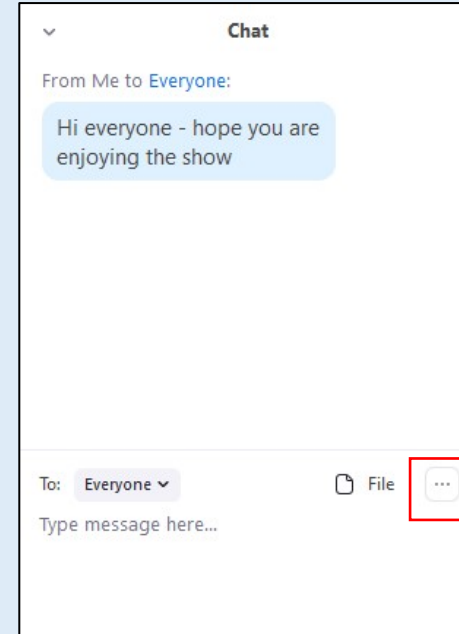 Chat
From Me to Everyone:
Hi everyone - hope you are
enjoying the show
To: Everyone File ...
Type message here...